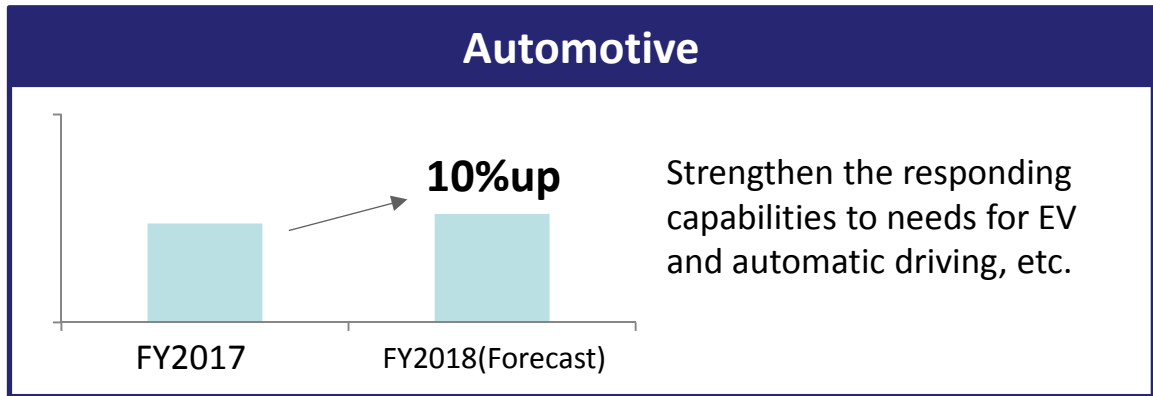 Automotive
10%up
FY2017
FY2018(Forecast)
Strengthen the responding
capabilities to needs for EV
and automatic driving, etc.